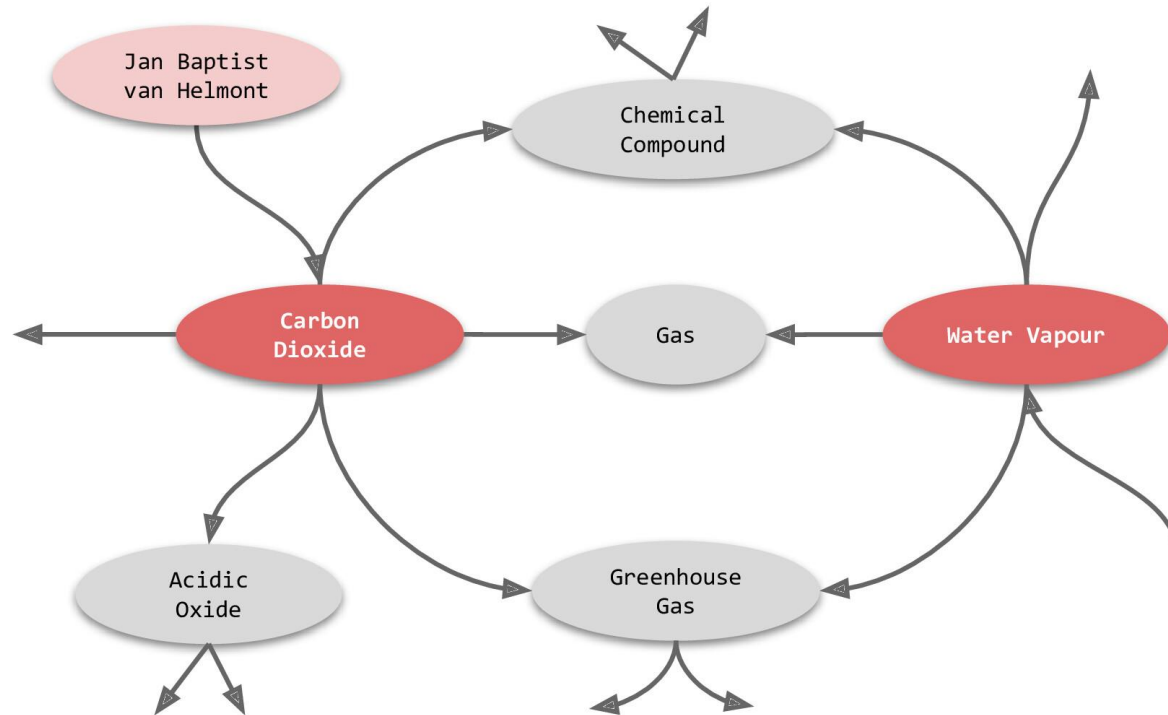 Jan Baptist
van Helmont
Chemical
Compound
Carbon
Dioxide
Gas
Water Vapour
Acidic
Oxide
Greenhouse
Gas